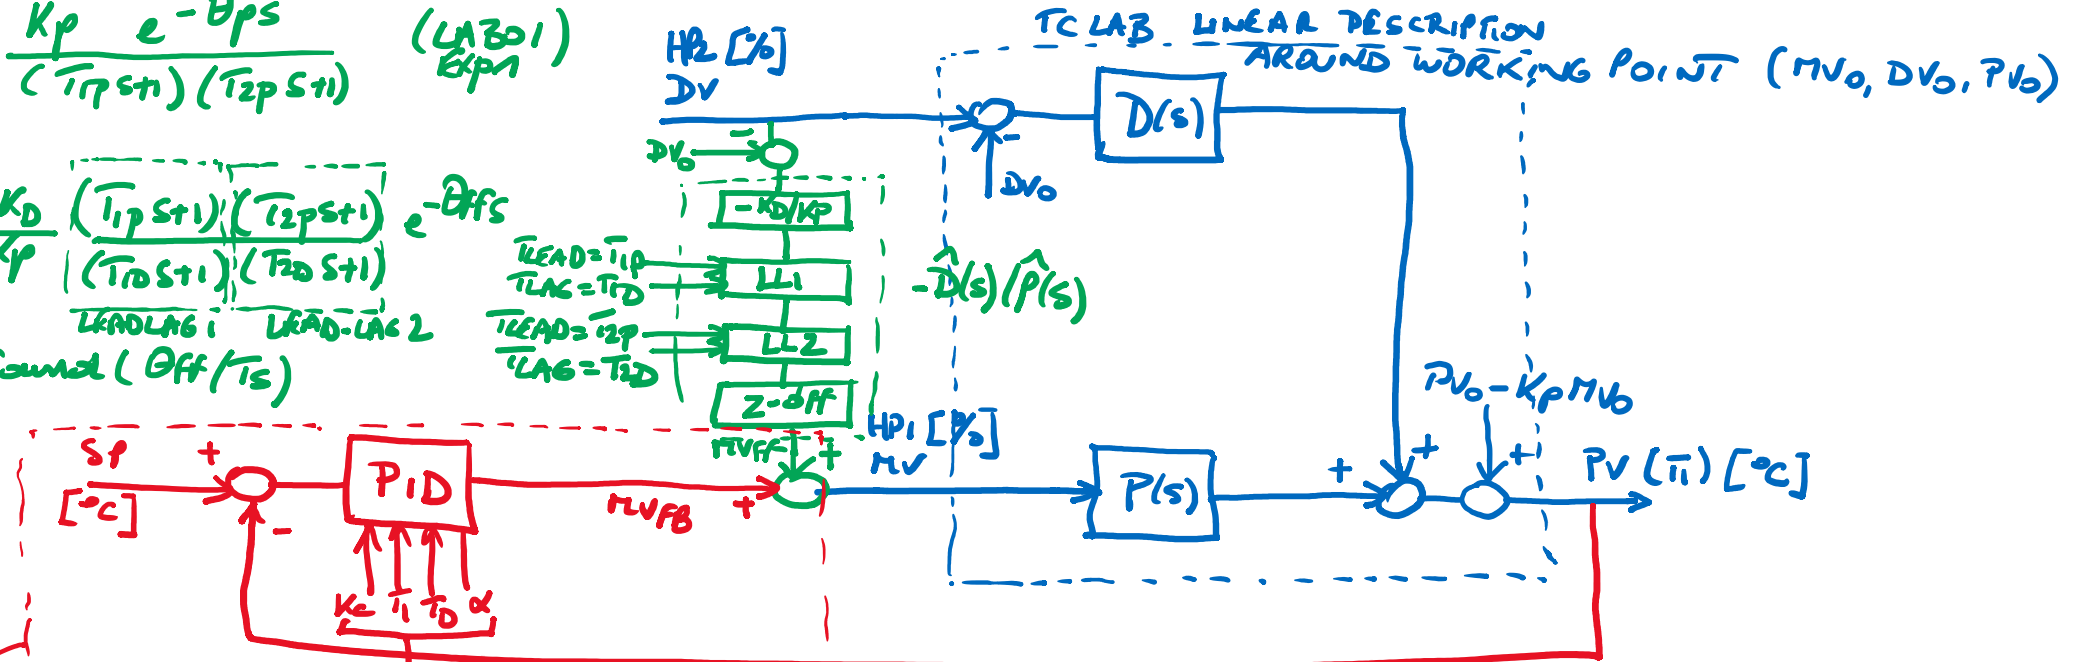 Kp e^-θps
(T1p s+1) (T2p s+1)
(LAB01)
EXP1
HP2 [%]
DV
TCLAB LINEAR DESCRIPTION
AROUND WORKING POINT (MV0, DV0, PV0)
D(s)
-
DV0
DV0
-
KD (T1p s+1) (T2p s+1) e^-θffs
Kp (T1D s+1) (T2D s+1)
LEADLAG 1 LEAD-LAG 2
(θff/Ts)
-KD/Kp
TLEAD=T1p
TLAG=T1D
LL1
TLEAD=T2p
TLAG=T2D
LL2
Z-θff
-D̂(s)/P̂(s)
MVFF
+
HP1 [%]
MV
PV0-KpMV0
SP
[°C]
+
-
PID
MVFB
+
P(s)
+
+
+
PV (T1) [°C]
Kc Ti TD α